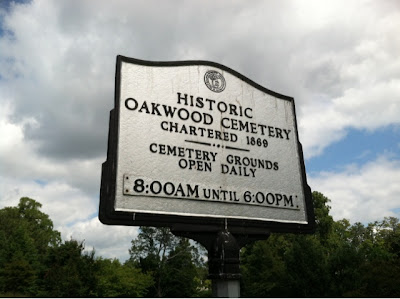 HISTORIC
OAKWOOD CEMETERY
CHARTERED 1869
CEMETERY GROUNDS
OPEN DAILY
8:00AM UNTIL 6:00PM